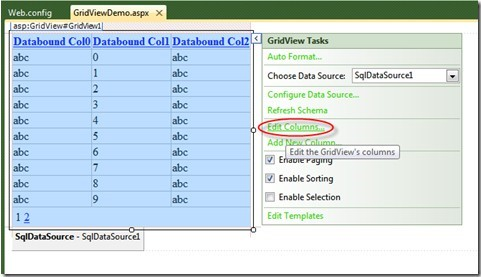 Web.config GridViewDemo.aspx ×
asp:GridView#GridView1
Databound Col0 Databound Col1 Databound Col2
abc 0 abc
abc 1 abc
abc 2 abc
abc 3 abc
abc 4 abc
abc 5 abc
abc 6 abc
abc 7 abc
abc 8 abc
abc 9 abc
1 2
SqlDataSource - SqlDataSource1
GridView Tasks
Auto Format...
Choose Data Source: SqlDataSource1
Configure Data Source...
Refresh Schema
Edit Columns...
Add New Column...
Edit the GridView's columns
Enable Paging
Enable Sorting
Enable Selection
Edit Templates